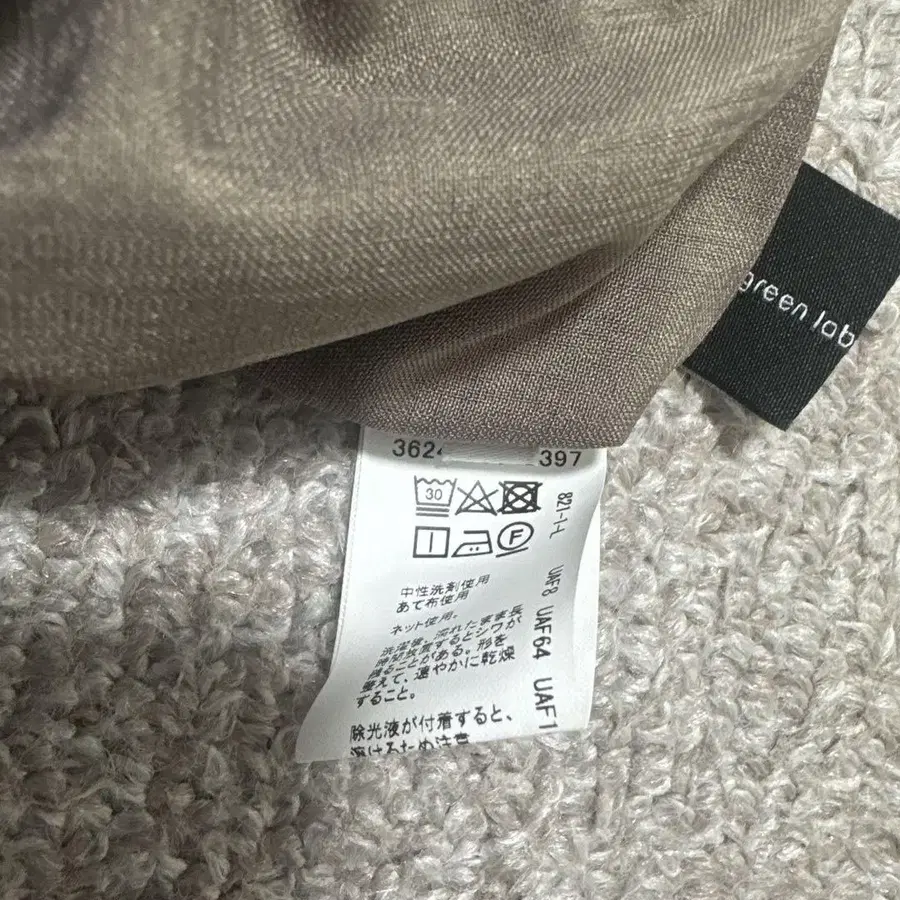 green lab
362
397
30
F
821-I-L
UAF8 UAF64 UAF1
中性洗剤使用
あて布使用
ネット使用。
洗濯後、濡れたまま長
時間放置するとシワが
残ることがある。形を
整えて、速やかに乾燥
すること。
除光液が付着すると、
溶けるため注意